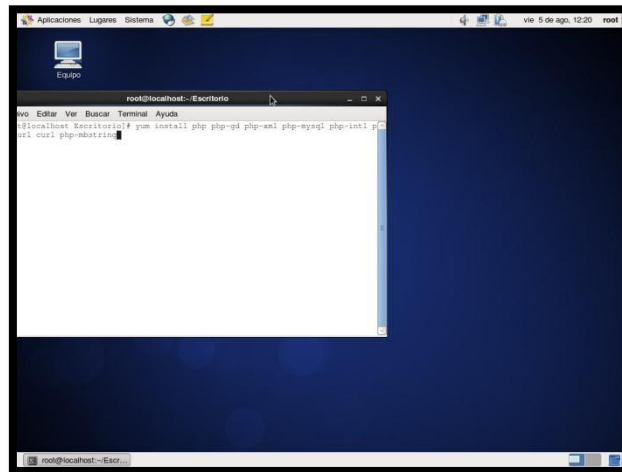 Aplicaciones Lugares Sistema vie 5 de ago, 12:20 root
Equipo
root@localhost:~/Escritorio
ivo Editar Ver Buscar Terminal Ayuda
t@localhost Escritorio]# yum install php php-gd php-xml php-mysql php-intl p
url curl php-mbstring
root@localhost:~/Escr...